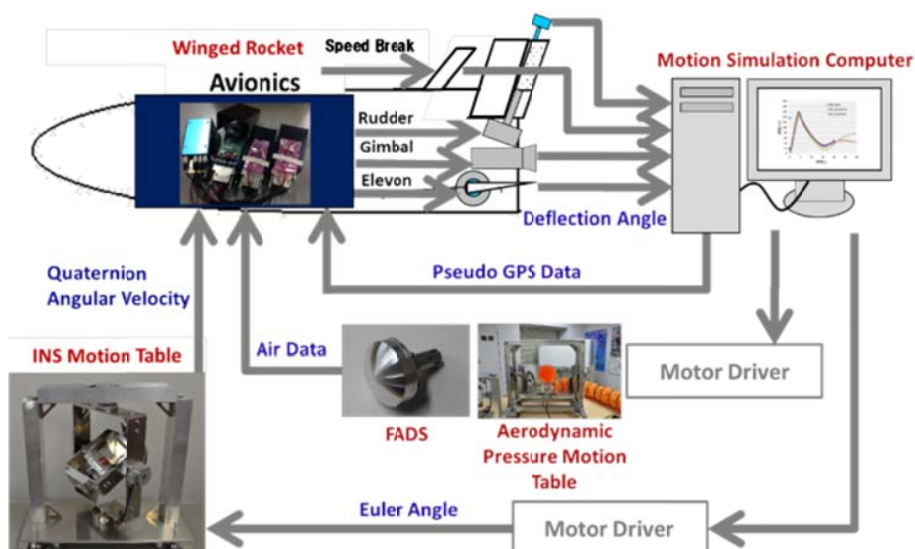 Winged Rocket
Speed Break
Motion Simulation Computer
Avionics
Rudder
Gimbal
Elevon
Deflection Angle
Quaternion
Angular Velocity
Pseudo GPS Data
INS Motion Table
Air Data
Motor Driver
FADS
Aerodynamic
Pressure Motion
Table
Euler Angle
Motor Driver